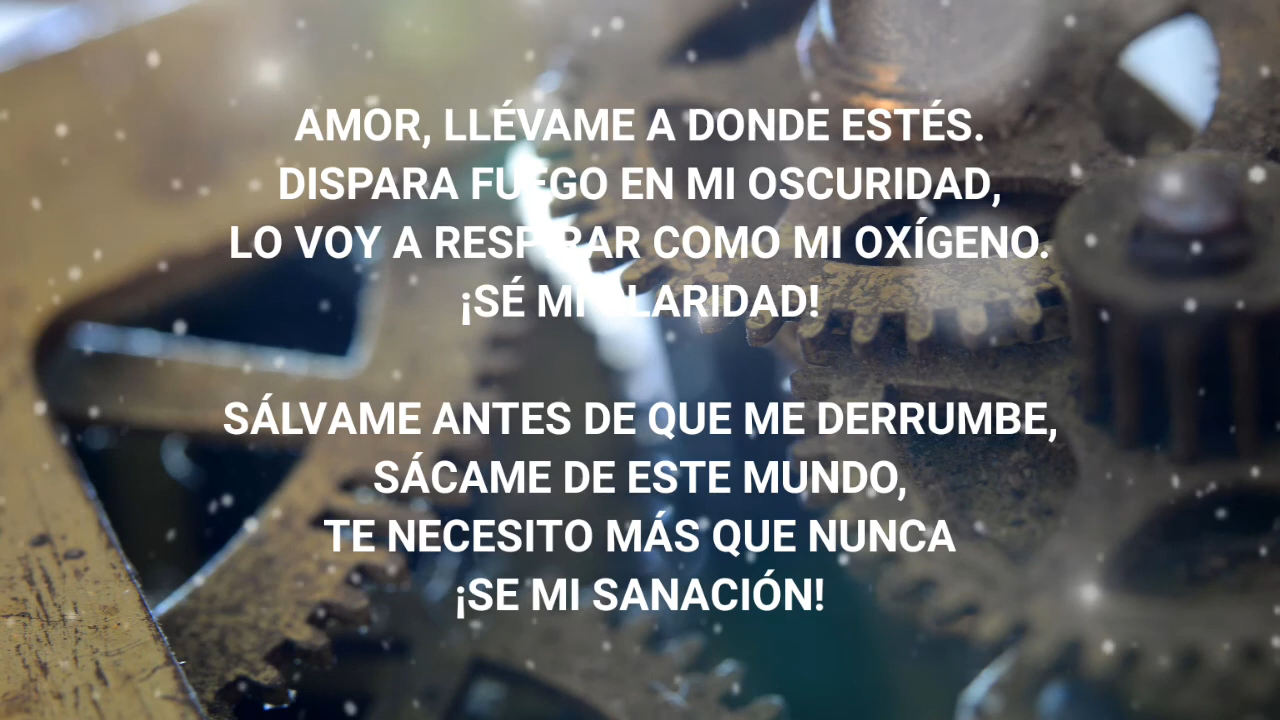 AMOR, LLÉVAME A DONDE ESTÉS.
DISPARA FUEGO EN MI OSCURIDAD,
LO VOY A RESPIRAR COMO MI OXÍGENO.
¡SÉ MI CLARIDAD!
SÁLVAME ANTES DE QUE ME DERRUMBE,
SÁCAME DE ESTE MUNDO,
TE NECESITO MÁS QUE NUNCA
¡SE MI SANACIÓN!